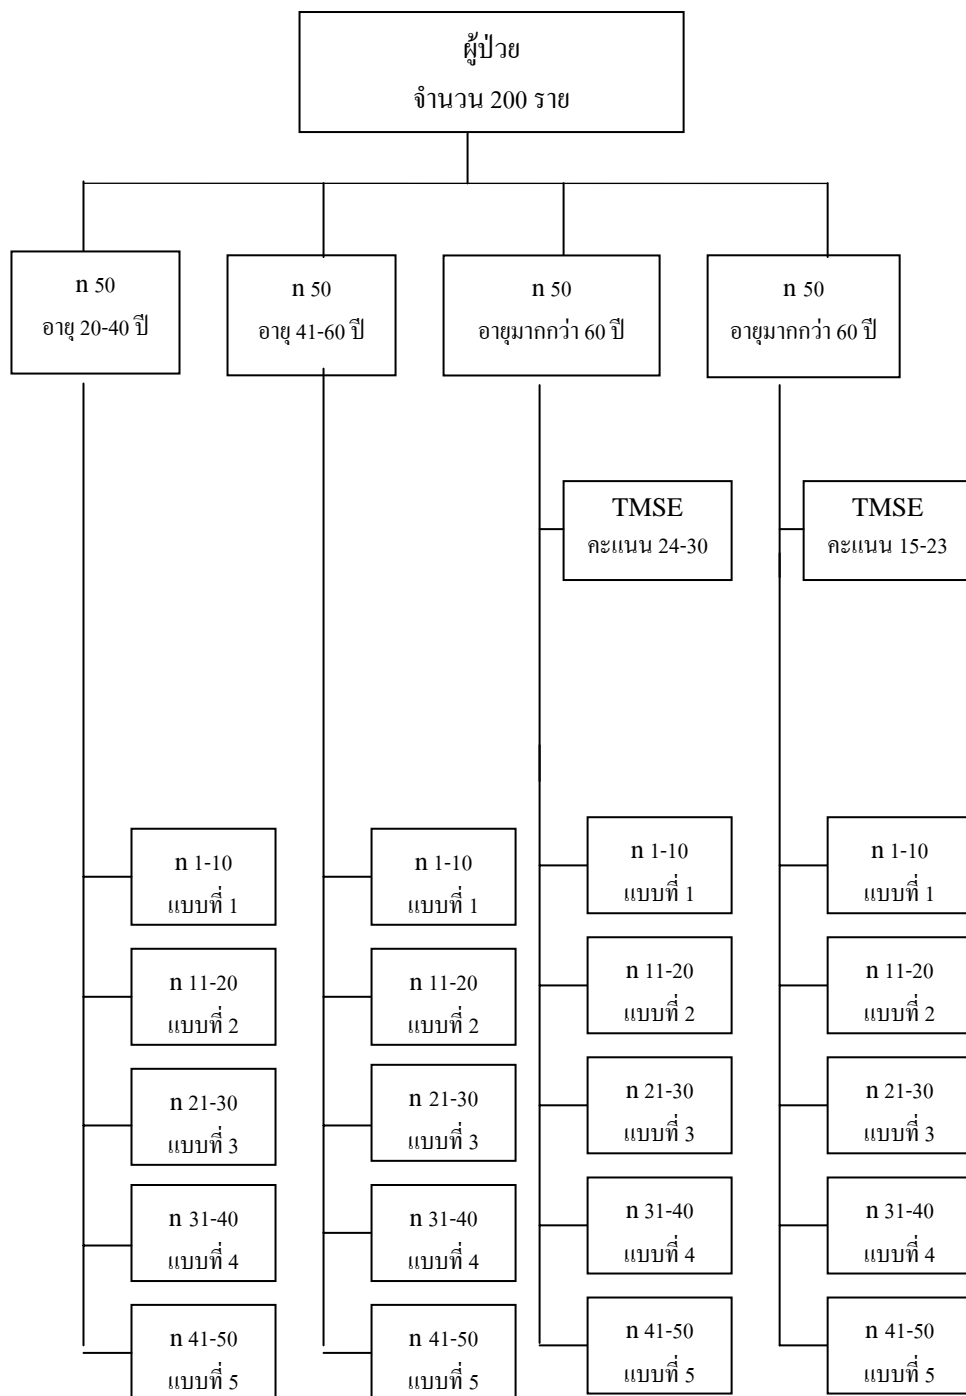 ผู้ป่วย
จำนวน 200 ราย
n 50
อายุ 20-40 ปี
n 50
อายุ 41-60 ปี
n 50
อายุมากกว่า 60 ปี
n 50
อายุมากกว่า 60 ปี
TMSE
คะแนน 24-30
TMSE
คะแนน 15-23
n 1-10
แบบที่ 1
n 1-10
แบบที่ 1
n 1-10
แบบที่ 1
n 1-10
แบบที่ 1
n 11-20
แบบที่ 2
n 11-20
แบบที่ 2
n 11-20
แบบที่ 2
n 11-20
แบบที่ 2
n 21-30
แบบที่ 3
n 21-30
แบบที่ 3
n 21-30
แบบที่ 3
n 21-30
แบบที่ 3
n 31-40
แบบที่ 4
n 31-40
แบบที่ 4
n 31-40
แบบที่ 4
n 31-40
แบบที่ 4
n 41-50
แบบที่ 5
n 41-50
แบบที่ 5
n 41-50
แบบที่ 5
n 41-50
แบบที่ 5